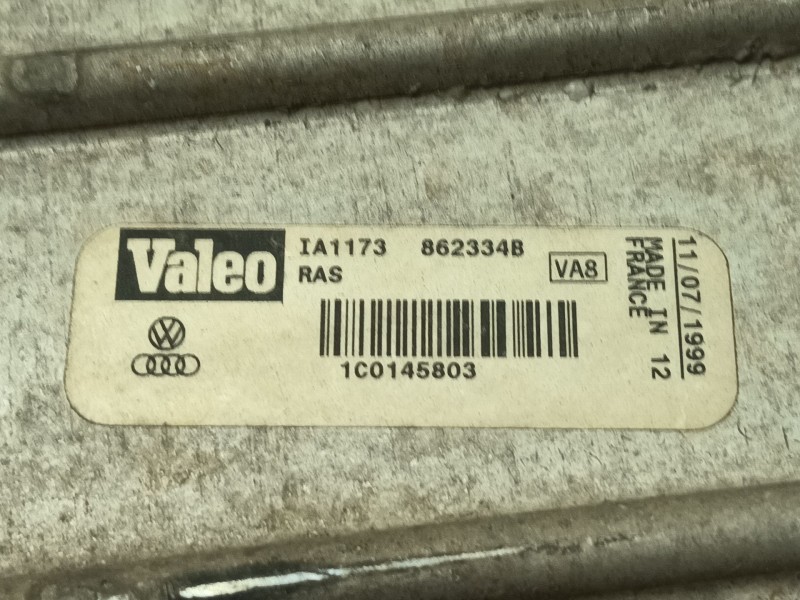 Valeo
IA1173 862334B
RAS
VA8
1C0145803
11/07/1999
MADE IN 12
FRANCE